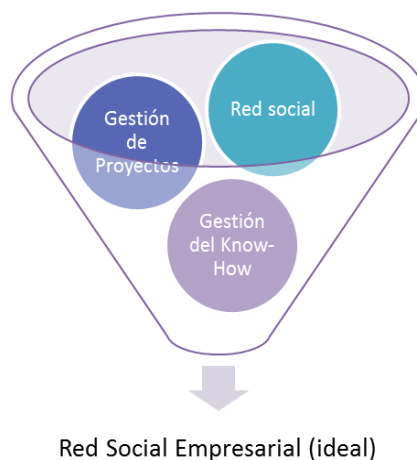 Gestión
de
Proyectos
Red social
Gestión
del Know-
How
Red Social Empresarial (ideal)